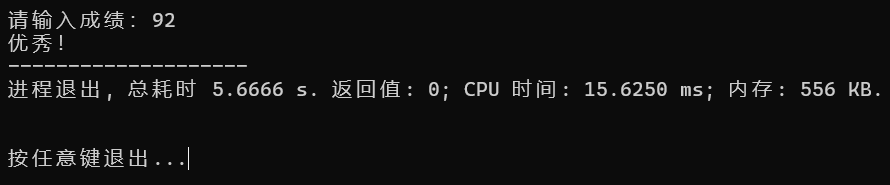 请输入成绩: 92
优秀!
--------------------
进程退出, 总耗时 5.6666 s. 返回值: 0; CPU 时间: 15.6250 ms; 内存: 556 KB.
按任意键退出...